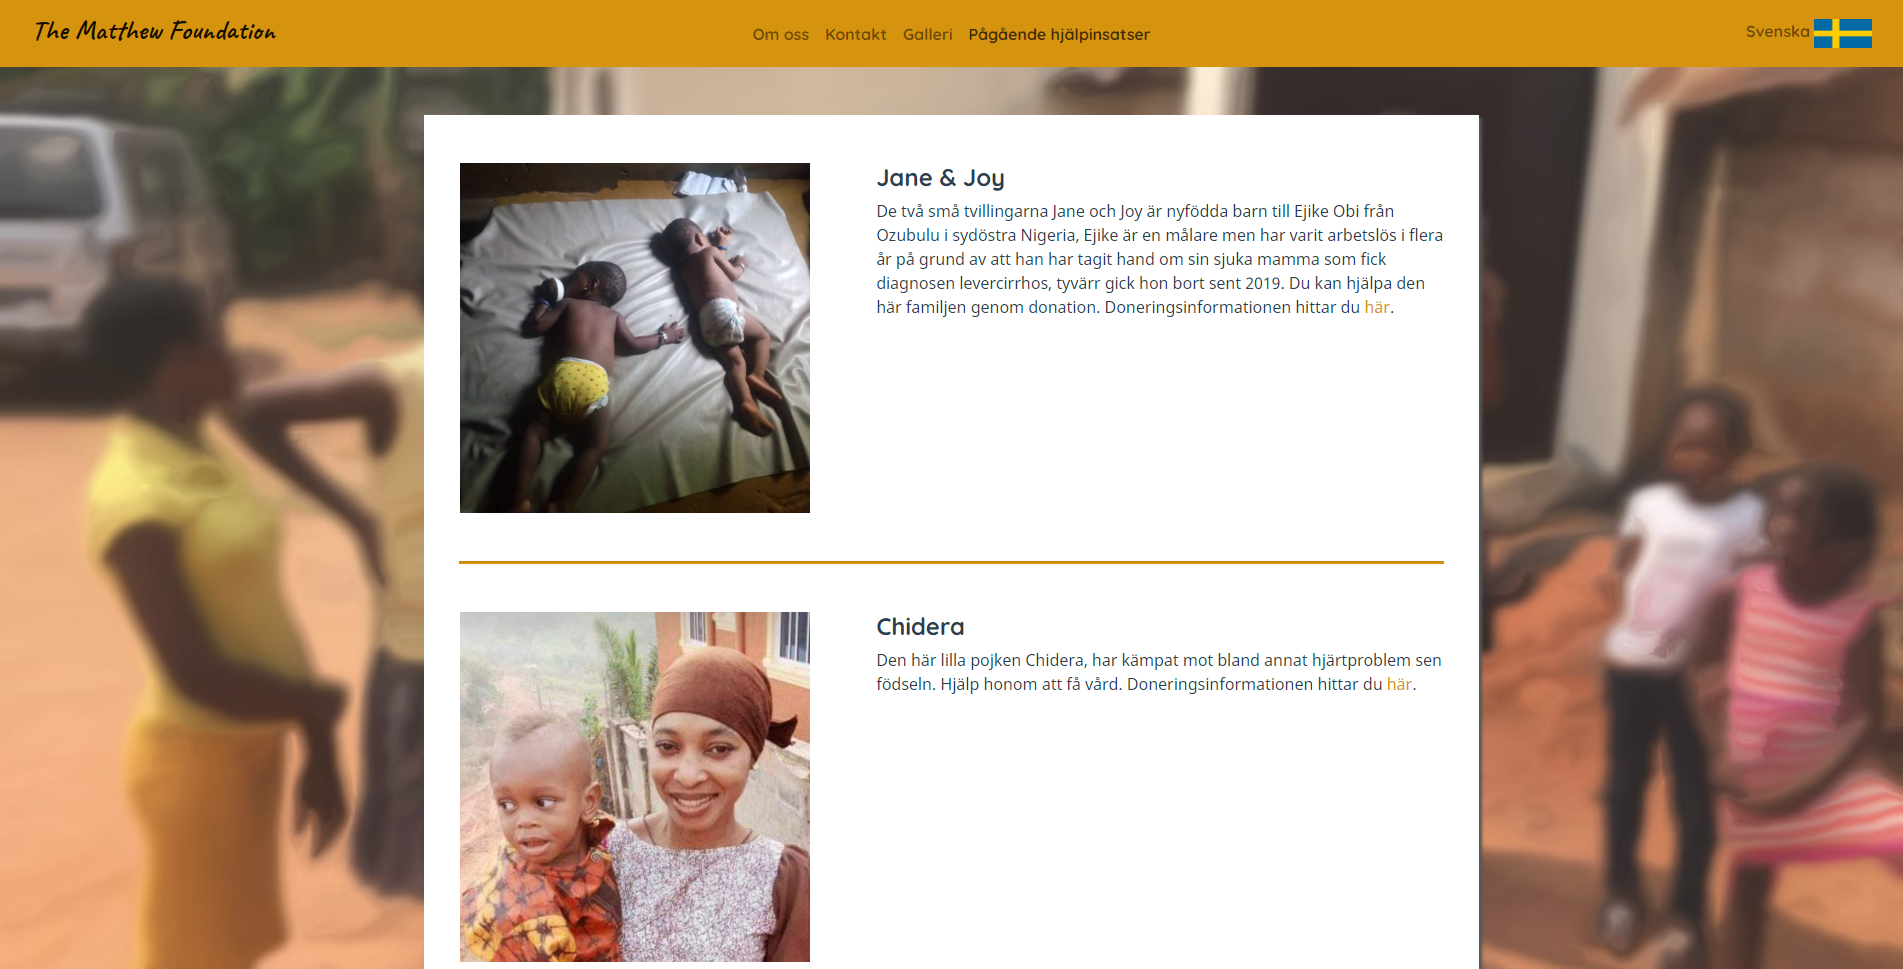 The Matthew Foundation
Om oss Kontakt Galleri Pågående hjälpinsatser
Svenska
Jane & Joy
De två små tvillingarna Jane och Joy är nyfödda barn till Ejike Obi från
Ozubulu i sydöstra Nigeria, Ejike är en målare men har varit arbetslös i flera
år på grund av att han har tagit hand om sin sjuka mamma som fick
diagnosen levercirrhos, tyvärr gick hon bort sent 2019. Du kan hjälpa den
här familjen genom donation. Doneringsinformationen hittar du här.
Chidera
Den här lilla pojken Chidera, har kämpat mot bland annat hjärtproblem sen
födseln. Hjälp honom att få vård. Doneringsinformationen hittar du här.